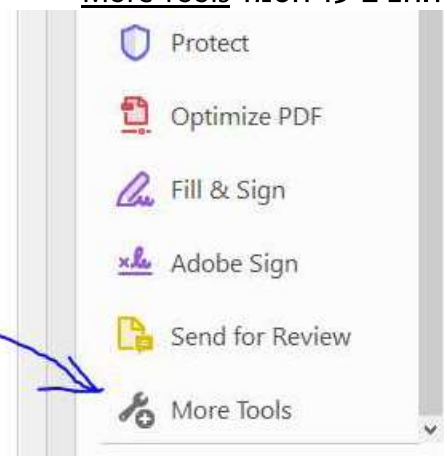 More Tools
Protect
Optimize PDF
Fill & Sign
Adobe Sign
Send for Review
More Tools